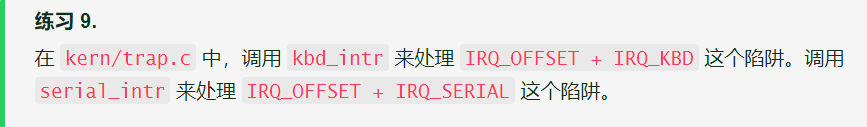 练习 9.
在 kern/trap.c 中，调用 kbd_intr 来处理 IRQ_OFFSET + IRQ_KBD 这个陷阱。调用
serial_intr 来处理 IRQ_OFFSET + IRQ_SERIAL 这个陷阱。